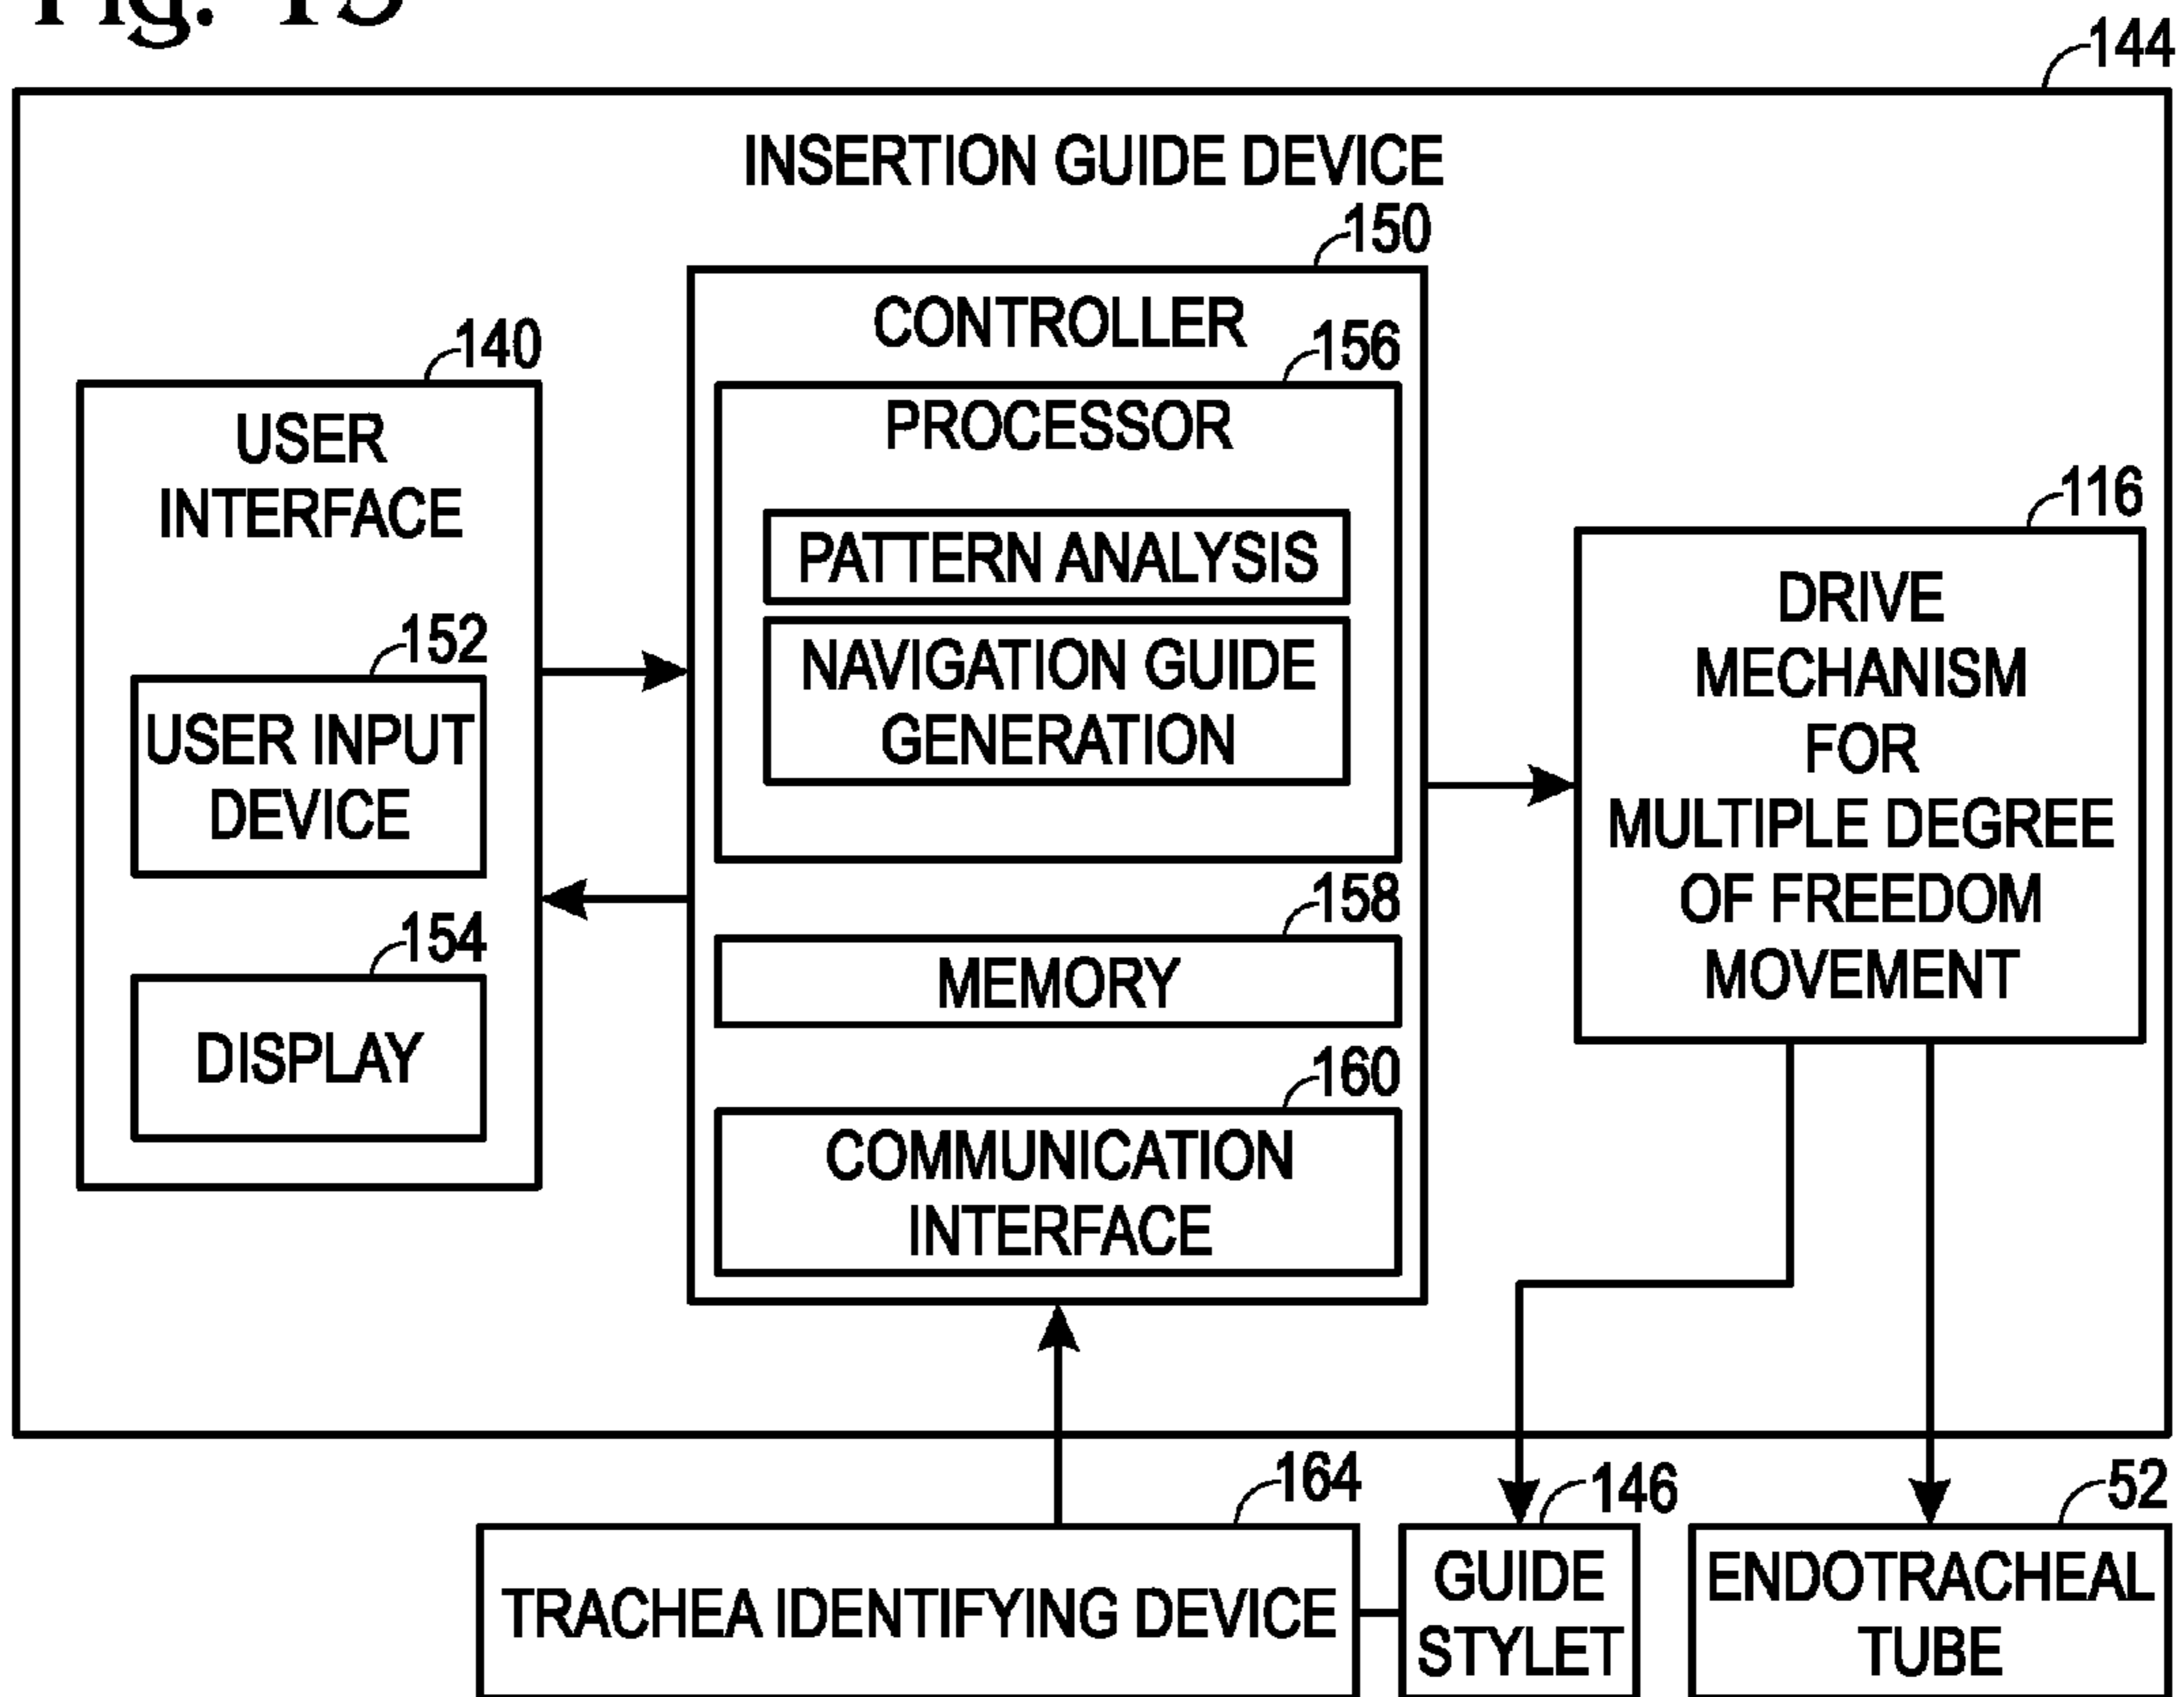 Fig. 15
144
INSERTION GUIDE DEVICE
150
CONTROLLER
140
USER
INTERFACE
156
PROCESSOR
PATTERN ANALYSIS
NAVIGATION GUIDE
GENERATION
116
DRIVE
MECHANISM
FOR
MULTIPLE DEGREE
OF FREEDOM
MOVEMENT
152
USER INPUT
DEVICE
154
DISPLAY
158
MEMORY
160
COMMUNICATION
INTERFACE
164
TRACHEA IDENTIFYING DEVICE
146
GUIDE
STYLET
52
ENDOTRACHEAL
TUBE